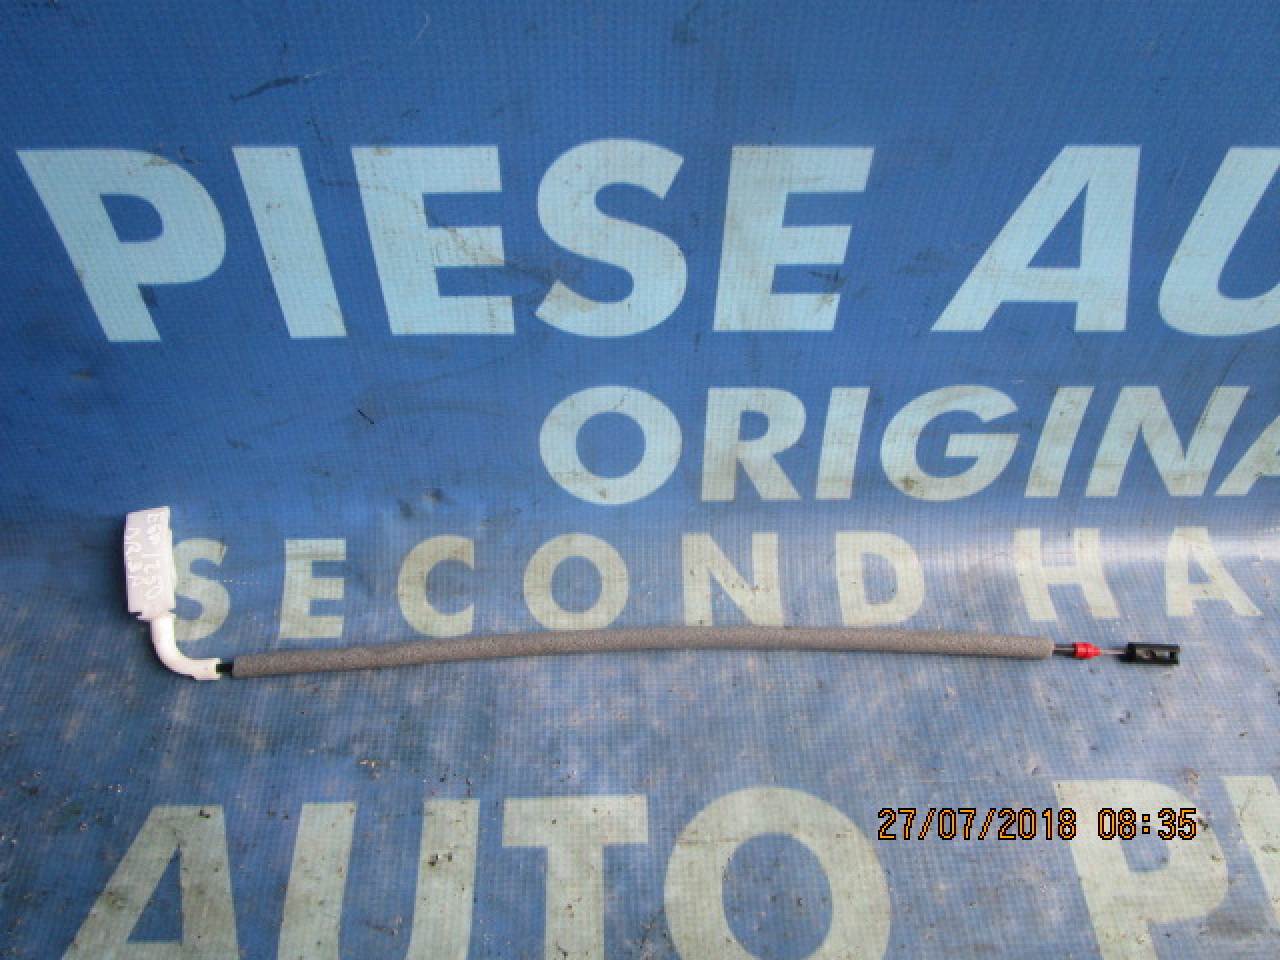 PIESE AU
ORIGINA
SECOND HA
AUTO
27/07/2018 08:35